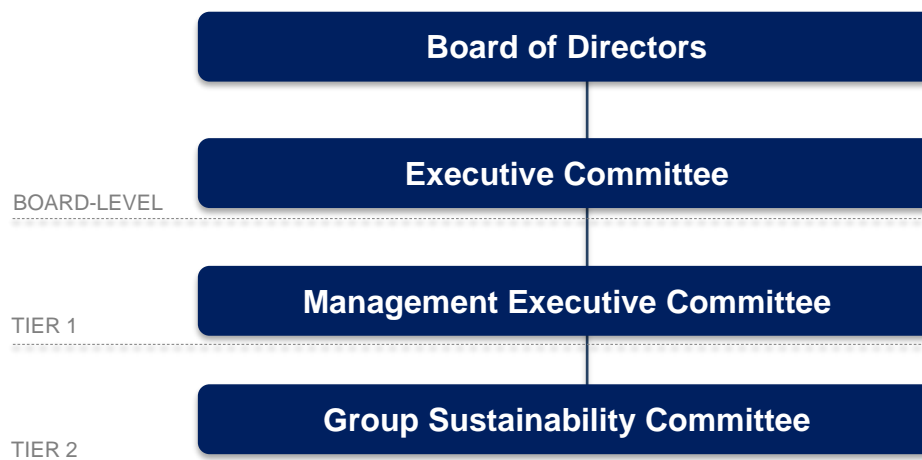 Board of Directors
Executive Committee
BOARD-LEVEL
Management Executive Committee
TIER 1
Group Sustainability Committee
TIER 2